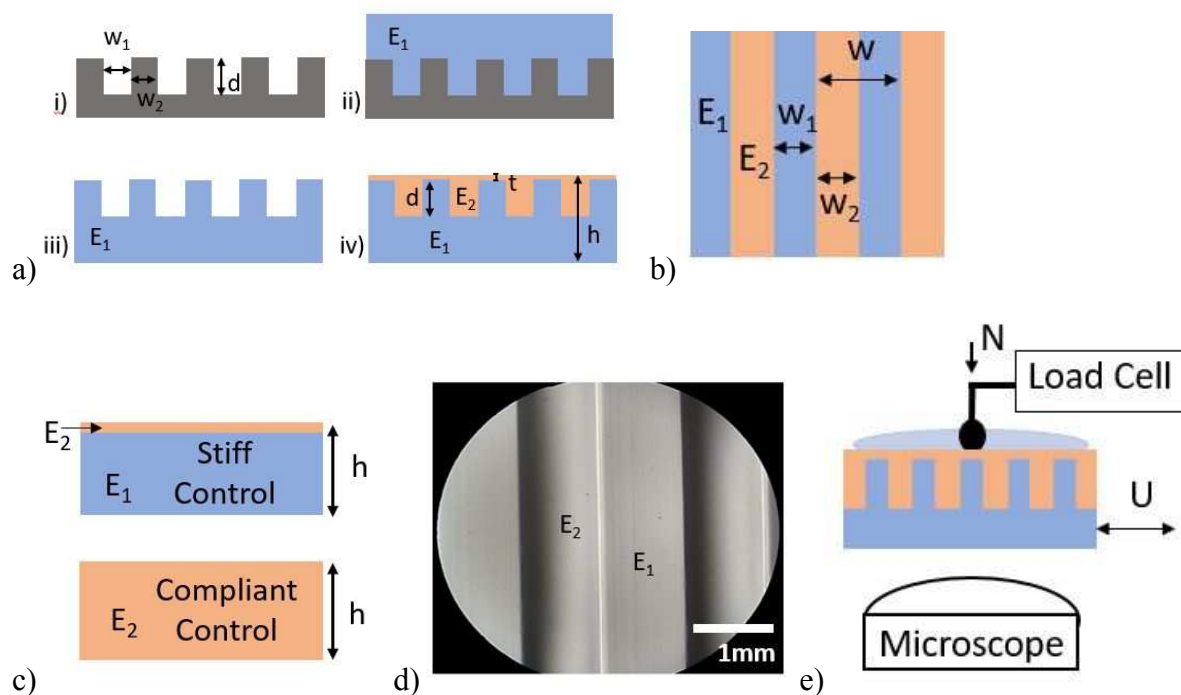 w₁
d
w₂
i)
E₁
ii)
E₁
iii)
d
E₂
t
E₁
h
iv)
a)
W
E₁
w₁
E₂
w₂
b)
E₂
E₁
Stiff
Control
h
E₂
Compliant
Control
h
c)
E₂
E₁
1mm
d)
N
Load Cell
U
Microscope
e)